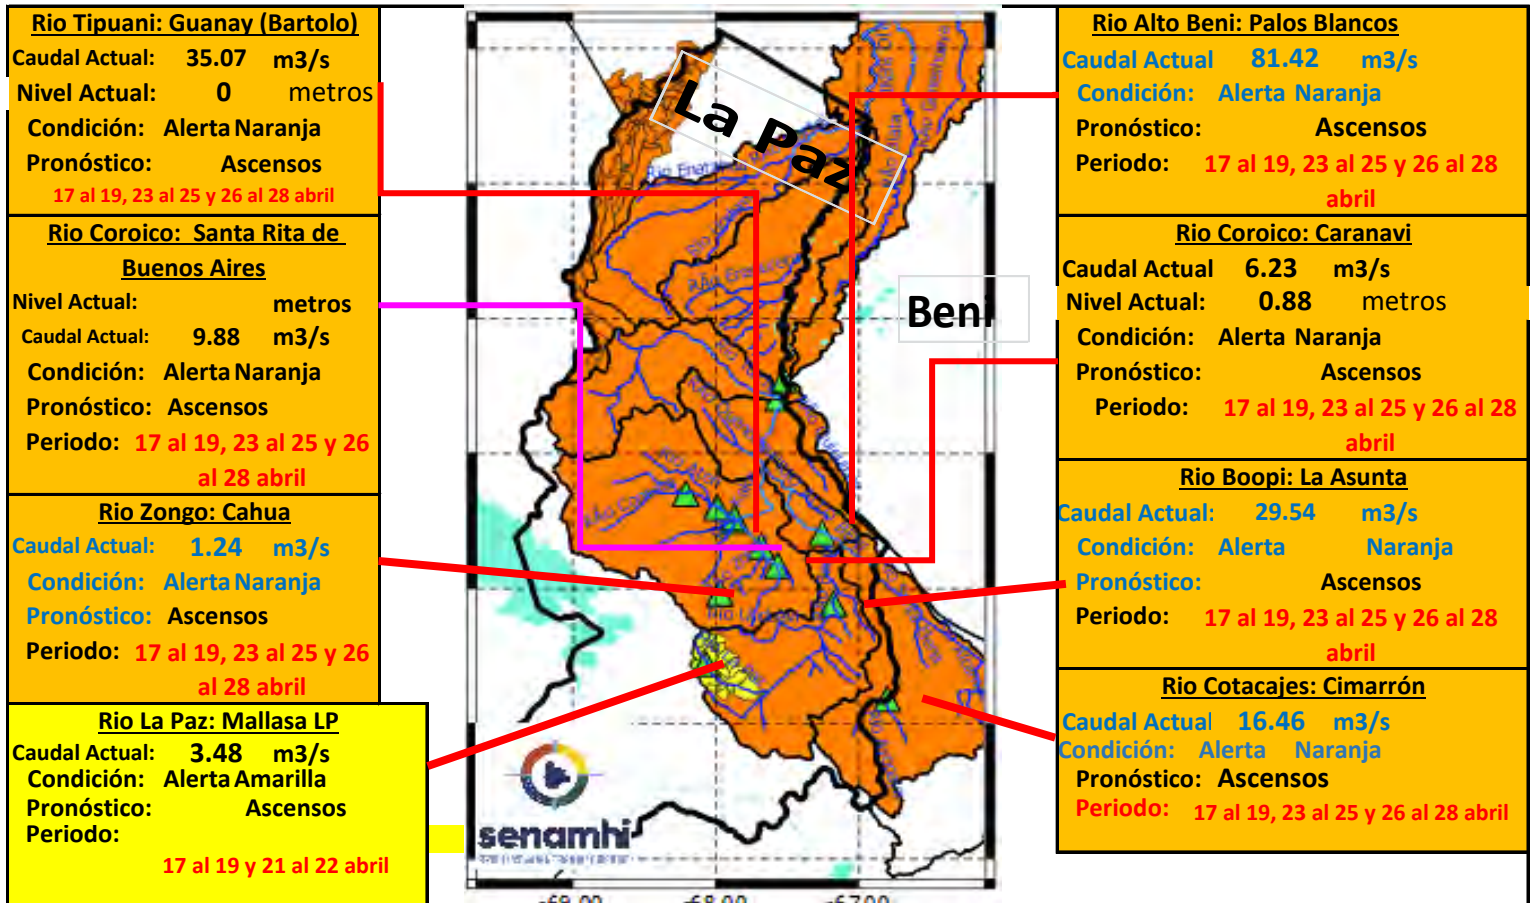 Rio Tipuani: Guanay (Bartolo)
Caudal Actual: 35.07 m3/s
Nivel Actual: 0 metros
Condición: Alerta Naranja
Pronóstico: Ascensos
17 al 19, 23 al 25 y 26 al 28 abril
Rio Coroico: Santa Rita de
Buenos Aires
Nivel Actual: metros
Caudal Actual: 9.88 m3/s
Condición: Alerta Naranja
Pronóstico: Ascensos
Periodo: 17 al 19, 23 al 25 y 26
al 28 abril
Rio Zongo: Cahua
Caudal Actual: 1.24 m3/s
Condición: Alerta Naranja
Pronóstico: Ascensos
Periodo: 17 al 19, 23 al 25 y 26
al 28 abril
Rio La Paz: Mallasa LP
Caudal Actual: 3.48 m3/s
Condición: Alerta Amarilla
Pronóstico: Ascensos
Periodo:
17 al 19 y 21 al 22 abril
La Paz
Beni
senamhi
-69.00 -68.00 -67.00
Rio Alto Beni: Palos Blancos
Caudal Actual 81.42 m3/s
Condición: Alerta Naranja
Pronóstico: Ascensos
Periodo: 17 al 19, 23 al 25 y 26 al 28
abril
Rio Coroico: Caranavi
Caudal Actual 6.23 m3/s
Nivel Actual: 0.88 metros
Condición: Alerta Naranja
Pronóstico: Ascensos
Periodo: 17 al 19, 23 al 25 y 26 al 28
abril
Rio Boopi: La Asunta
Caudal Actual: 29.54 m3/s
Condición: Alerta Naranja
Pronóstico: Ascensos
Periodo: 17 al 19, 23 al 25 y 26 al 28
abril
Rio Cotacajes: Cimarrón
Caudal Actual 16.46 m3/s
Condición: Alerta Naranja
Pronóstico: Ascensos
Periodo: 17 al 19, 23 al 25 y 26 al 28 abril